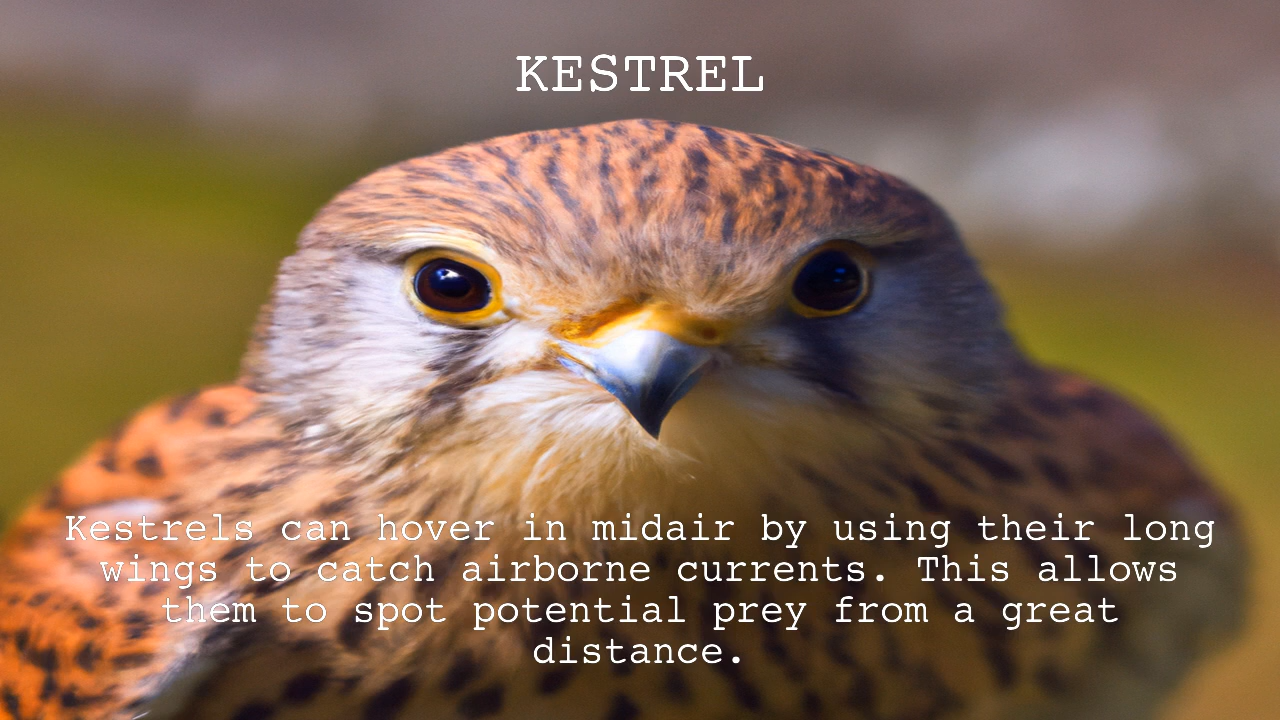 KESTREL
Kestrels can hover in midair by using their long
wings to catch airborne currents. This allows
them to spot potential prey from a great
distance.